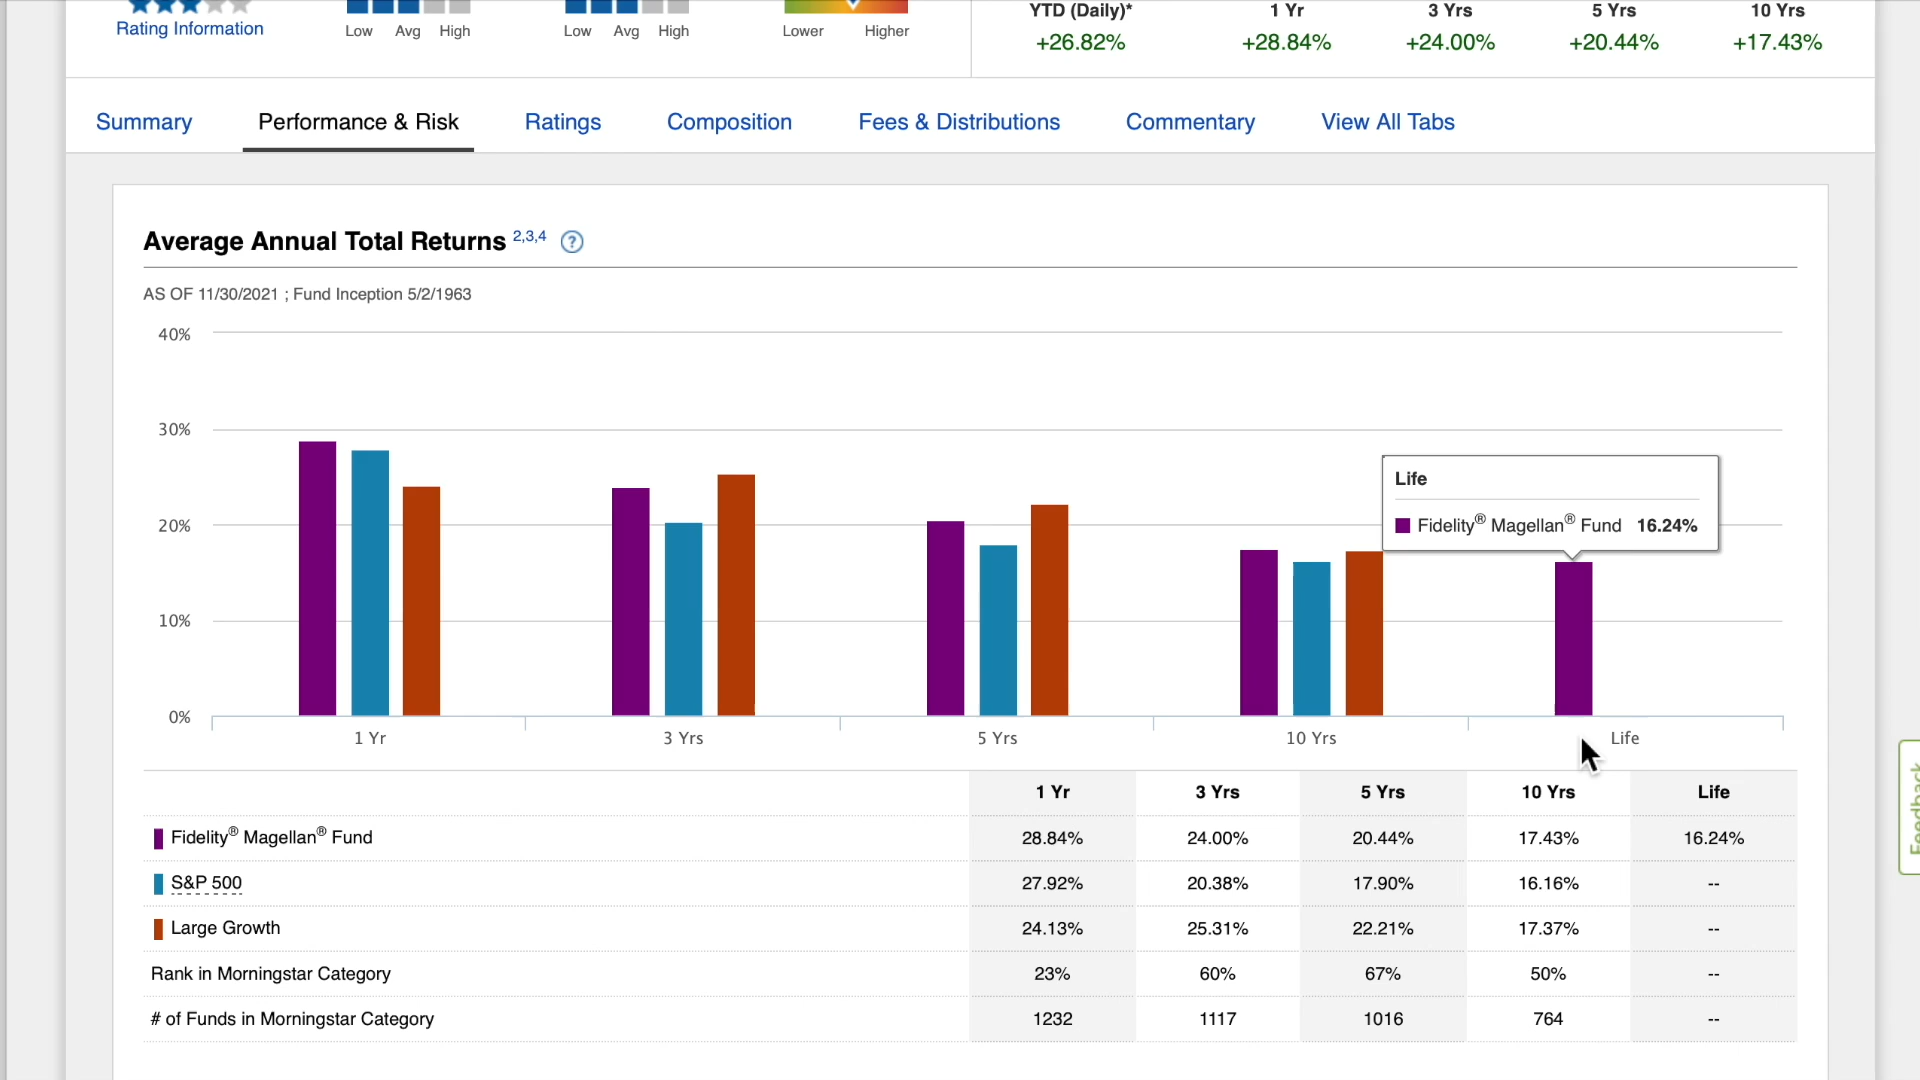 YTD (Daily)* 1 Yr 3 Yrs 5 Yrs 10 Yrs
Rating Information Low Avg High Low Avg High Lower Higher
+26.82% +28.84% +24.00% +20.44% +17.43%
Summary Performance & Risk Ratings Composition Fees & Distributions Commentary View All Tabs
Average Annual Total Returns 2,3,4 ?
AS OF 11/30/2021 ; Fund Inception 5/2/1963
40%
30%
20%
10%
0%
Life
Fidelity® Magellan® Fund 16.24%
1 Yr 3 Yrs 5 Yrs 10 Yrs Life
1 Yr 3 Yrs 5 Yrs 10 Yrs Life
Fidelity® Magellan® Fund 28.84% 24.00% 20.44% 17.43% 16.24%
S&P 500 27.92% 20.38% 17.90% 16.16% --
Large Growth 24.13% 25.31% 22.21% 17.37% --
Rank in Morningstar Category 23% 60% 67% 50% --
# of Funds in Morningstar Category 1232 1117 1016 764 --
Feedback